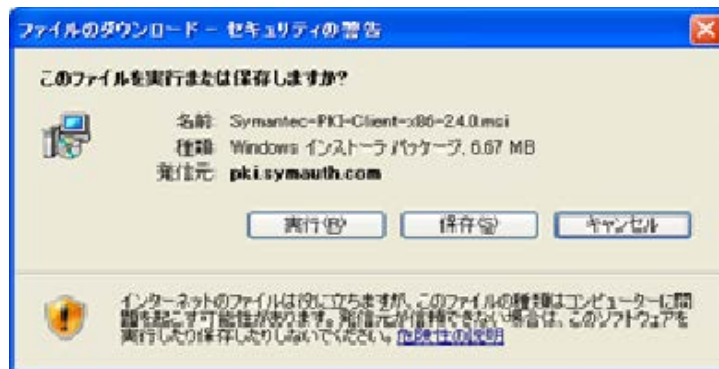 ファイルのダウンロード - セキュリティの警告
このファイルを実行または保存しますか?
名前: Symantec-PKI-Client-x86-2.4.0.msi
種類: Windows インストーラ パッケージ, 6.67 MB
発信元: pki.symauth.com
実行(R) 保存(S) キャンセル
インターネットのファイルは役に立ちますが、このファイルの種類はコンピューターに問
題を起こす可能性があります。発信元が信頼できない場合は、このソフトウェアを
実行したり保存したりしないでください。危険性の説明